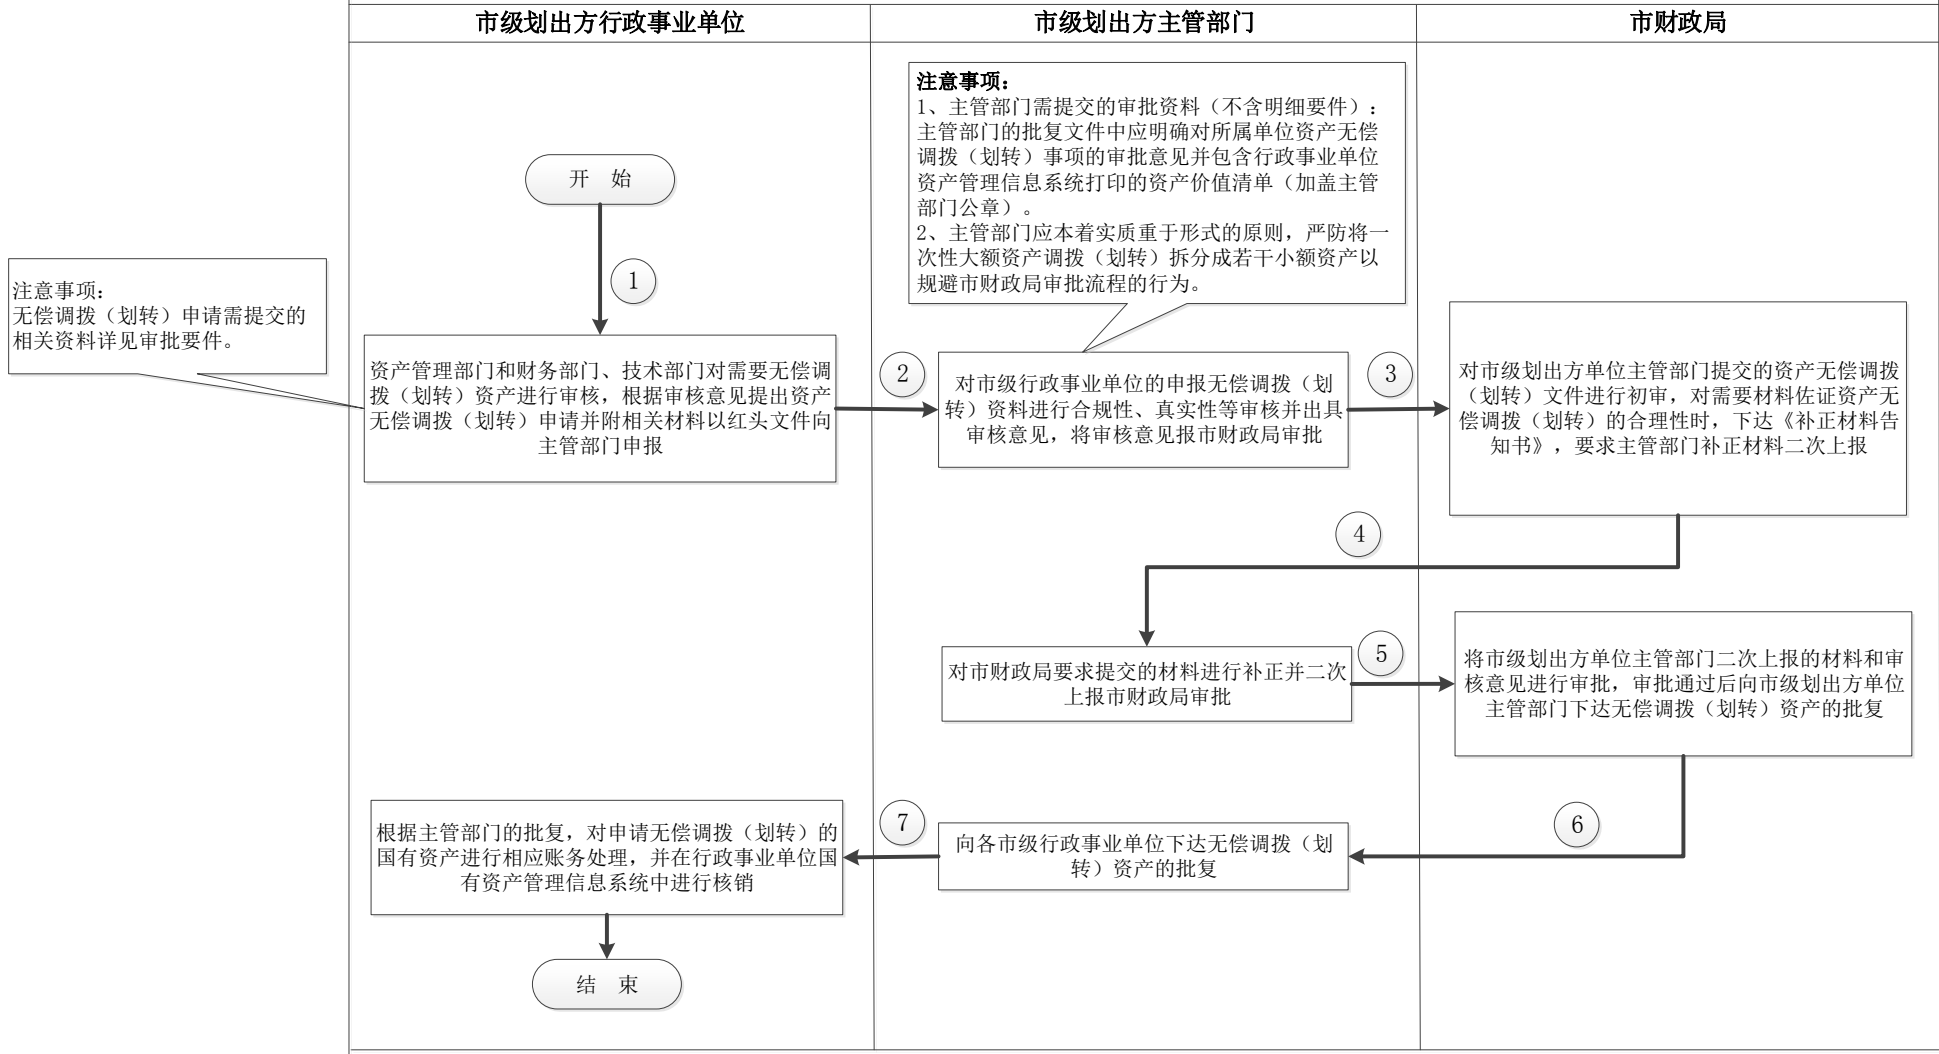 市级划出方行政事业单位
市级划出方主管部门
市财政局
注意事项：
1、主管部门需提交的审批资料（不含明细要件）：
主管部门的批复文件中应明确对所属单位资产无偿
调拨（划转）事项的审批意见并包含行政事业单位
资产管理信息系统打印的资产价值清单（加盖主管
部门公章）。
2、主管部门应本着实质重于形式的原则，严防将一
次性大额资产调拨（划转）拆分成若干小额资产以
规避市财政局审批流程的行为。
开 始
1
注意事项：
无偿调拨（划转）申请需提交的
相关资料详见审批要件。
资产管理部门和财务部门、技术部门对需要无偿调
拨（划转）资产进行审核，根据审核意见提出资产
无偿调拨（划转）申请并附相关材料以红头文件向
主管部门申报
2
对市级行政事业单位的申报无偿调拨（划
转）资料进行合规性、真实性等审核并出具
审核意见，将审核意见报市财政局审批
3
对市级划出方单位主管部门提交的资产无偿调拨
（划转）文件进行初审，对需要材料佐证资产无
偿调拨（划转）的合理性时，下达《补正材料告
知书》，要求主管部门补正材料二次上报
4
对市财政局要求提交的材料进行补正并二次
上报市财政局审批
5
将市级划出方单位主管部门二次上报的材料和审
核意见进行审批，审批通过后向市级划出方单位
主管部门下达无偿调拨（划转）资产的批复
6
向各市级行政事业单位下达无偿调拨（划
转）资产的批复
7
根据主管部门的批复，对申请无偿调拨（划转）的
国有资产进行相应账务处理，并在行政事业单位国
有资产管理信息系统中进行核销
结 束